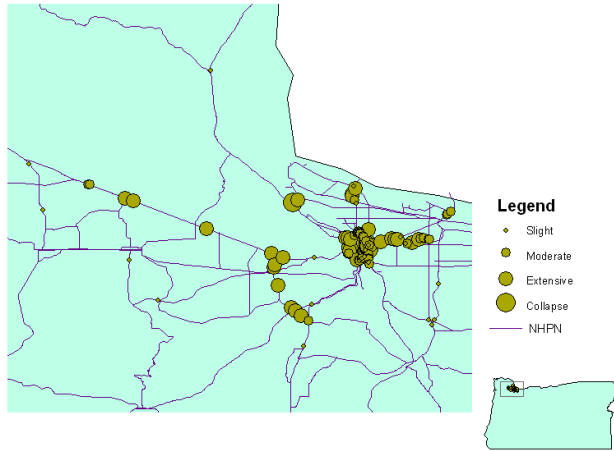 Legend
Slight
Moderate
Extensive
Collapse
NHPN